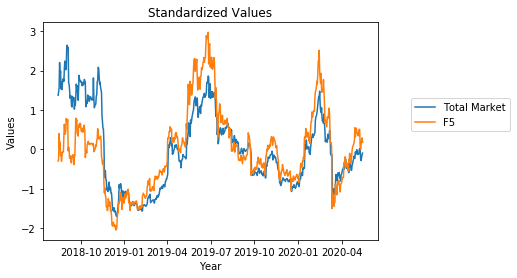 Standardized Values
3
2
1
0
−1
−2
Values
2018-10
2019-01
2019-04
2019-07
2019-10
2020-01
2020-04
Year
Total Market
F5